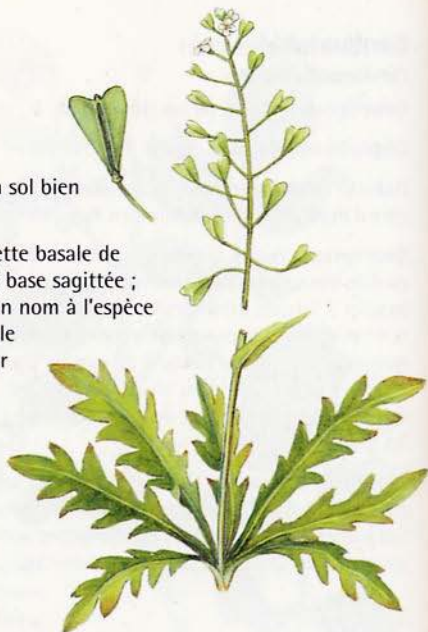 sol bien
ette basale de
base sagittée ;
n nom à l'espèce
le
r